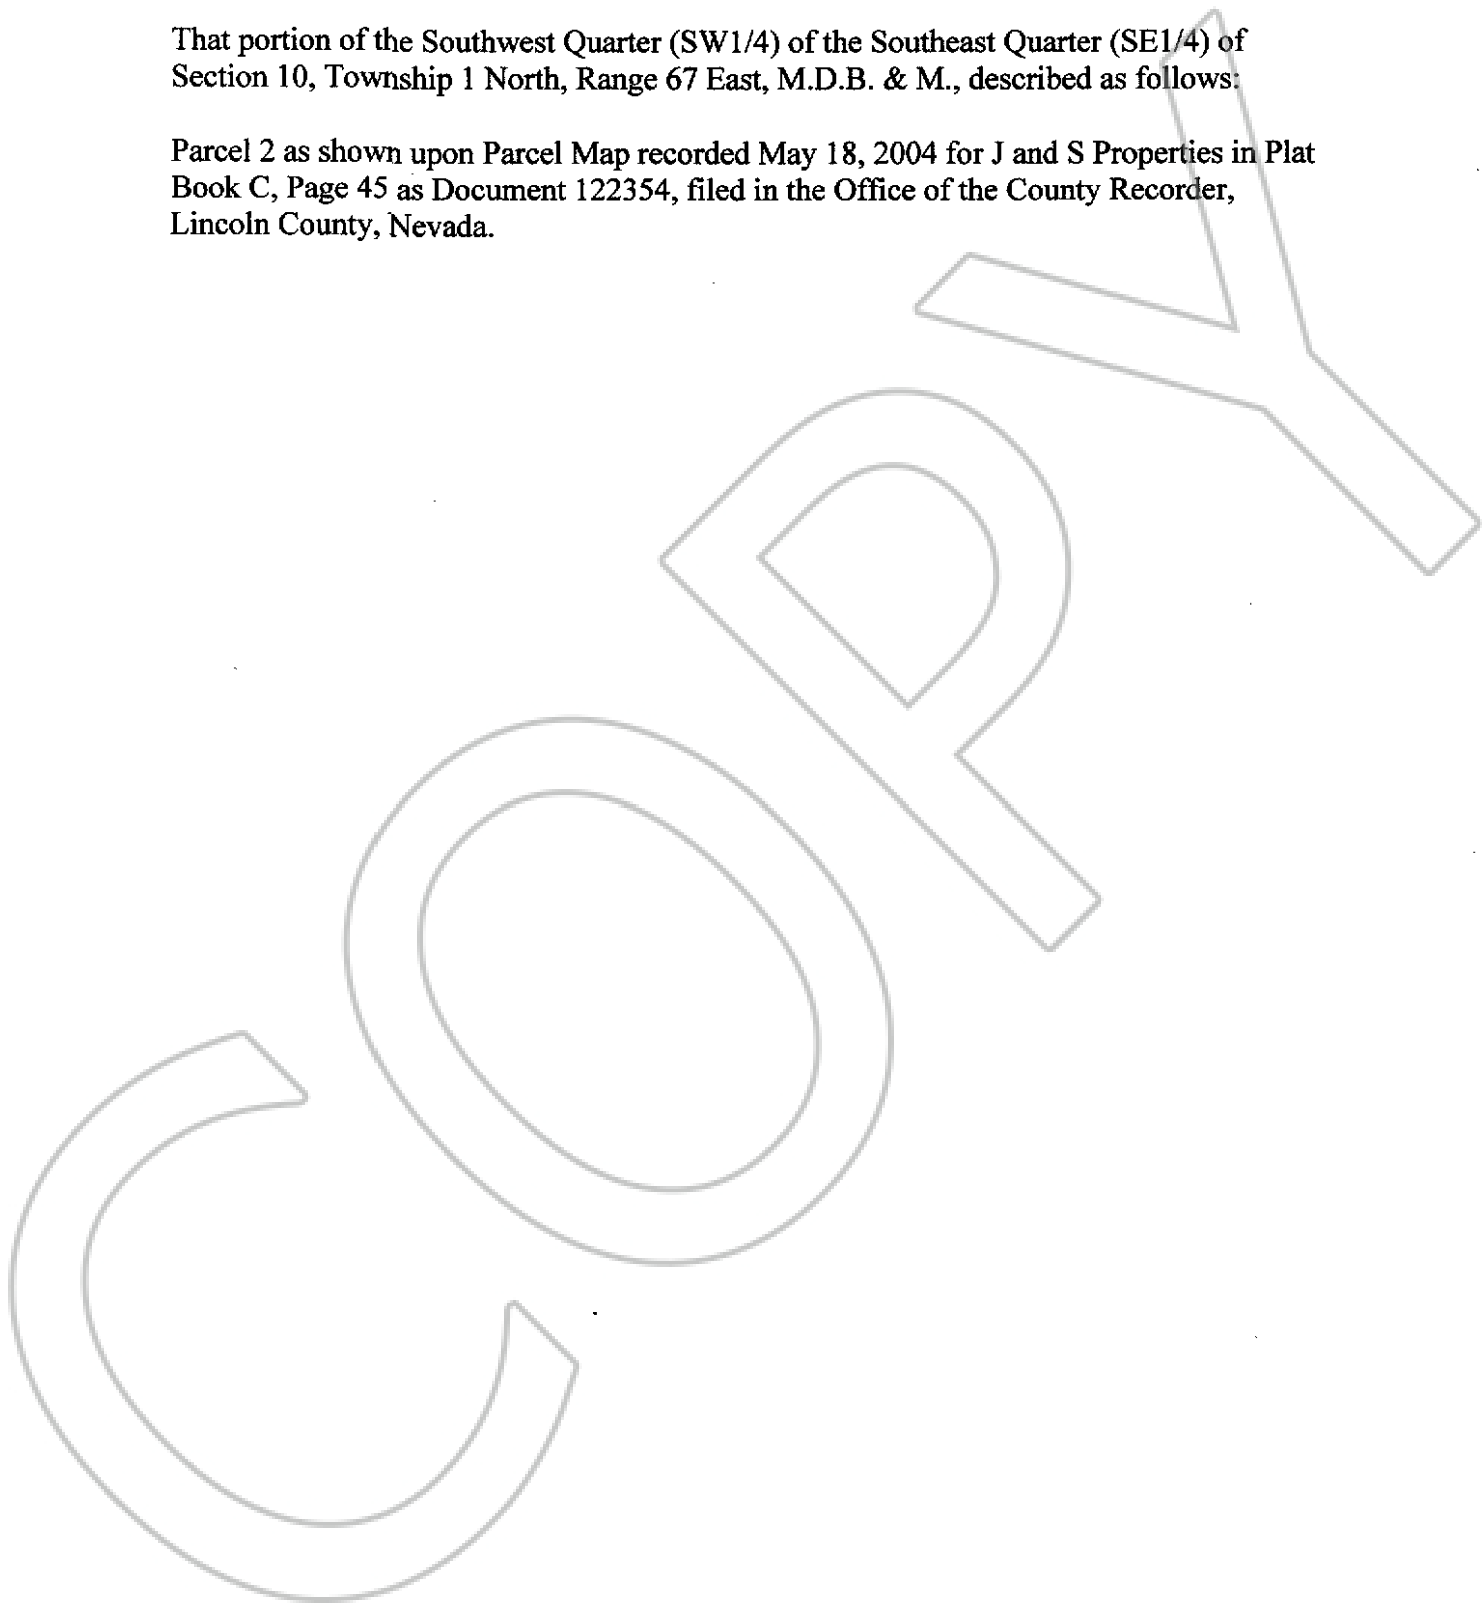 That portion of the Southwest Quarter (SW1/4) of the Southeast Quarter (SE1/4) of
Section 10, Township 1 North, Range 67 East, M.D.B. & M., described as follows:
Parcel 2 as shown upon Parcel Map recorded May 18, 2004 for J and S Properties in Plat
Book C, Page 45 as Document 122354, filed in the Office of the County Recorder,
Lincoln County, Nevada.
COPY